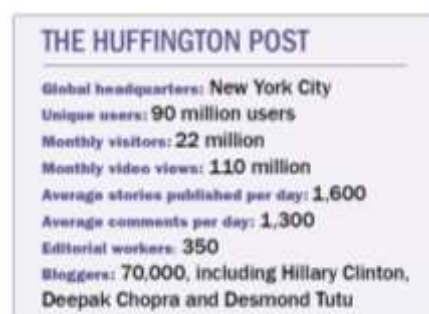 THE HUFFINGTON POST
Global headquarters: New York City
Unique users: 90 million users
Monthly visitors: 22 million
Monthly video views: 110 million
Average stories published per day: 1,600
Average comments per day: 1,300
Editorial workers: 350
Bloggers: 70,000, including Hillary Clinton,
Deepak Chopra and Desmond Tutu